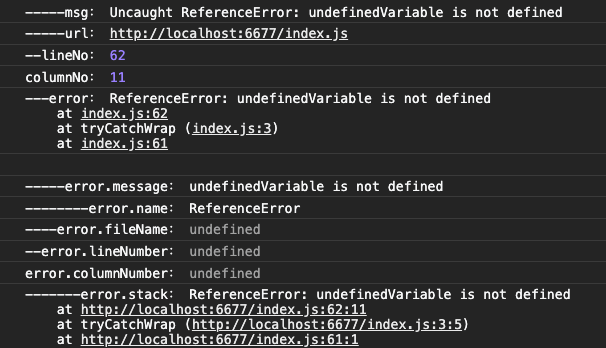 -----msg: Uncaught ReferenceError: undefinedVariable is not defined
-----url: http://localhost:6677/index.js
--lineNo: 62
columnNo: 11
---error: ReferenceError: undefinedVariable is not defined
    at index.js:62
    at tryCatchWrap (index.js:3)
    at index.js:61
-----error.message: undefinedVariable is not defined
--------error.name: ReferenceError
----error.fileName: undefined
--error.lineNumber: undefined
error.columnNumber: undefined
-------error.stack: ReferenceError: undefinedVariable is not defined
    at http://localhost:6677/index.js:62:11
    at tryCatchWrap (http://localhost:6677/index.js:3:5)
    at http://localhost:6677/index.js:61:1